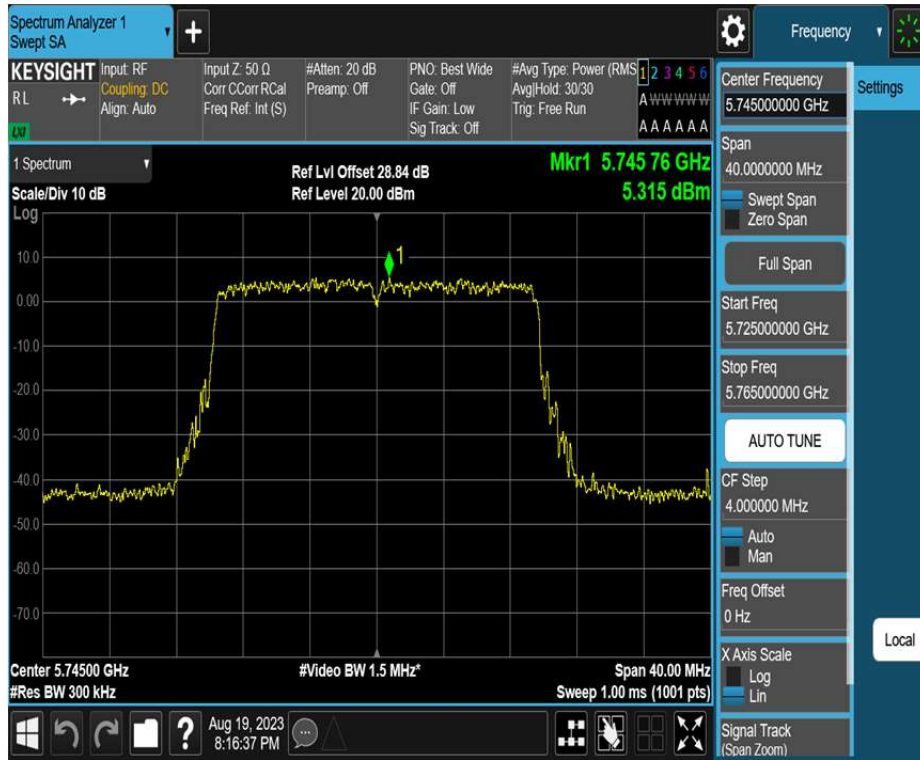 Spectrum Analyzer 1
Swept SA
+
Frequency
KEYSIGHT
RL
LXI
Input: RF
Coupling: DC
Align: Auto
Input Z: 50 Ω
Corr CCorr RCal
Freq Ref: Int (S)
#Atten: 20 dB
Preamp: Off
PNO: Best Wide
Gate: Off
IF Gain: Low
Sig Track: Off
#Avg Type: Power (RMS
Avg|Hold: 30/30
Trig: Free Run
1 2 3 4 5 6
A W W W W W
A A A A A A
1 Spectrum
Scale/Div 10 dB
Log
Ref Lvl Offset 28.84 dB
Ref Level 20.00 dBm
Mkr1 5.745 76 GHz
5.315 dBm
1
10.0
0.00
-10.0
-20.0
-30.0
-40.0
-50.0
-60.0
-70.0
Center 5.74500 GHz
#Res BW 300 kHz
#Video BW 1.5 MHz*
Span 40.00 MHz
Sweep 1.00 ms (1001 pts)
?
Aug 19, 2023
8:16:37 PM
Center Frequency
5.745000000 GHz
Span
40.0000000 MHz
Swept Span
Zero Span
Full Span
Start Freq
5.725000000 GHz
Stop Freq
5.765000000 GHz
AUTO TUNE
CF Step
4.000000 MHz
Auto
Man
Freq Offset
0 Hz
X Axis Scale
Log
Lin
Signal Track
(Span Zoom)
Settings
Local